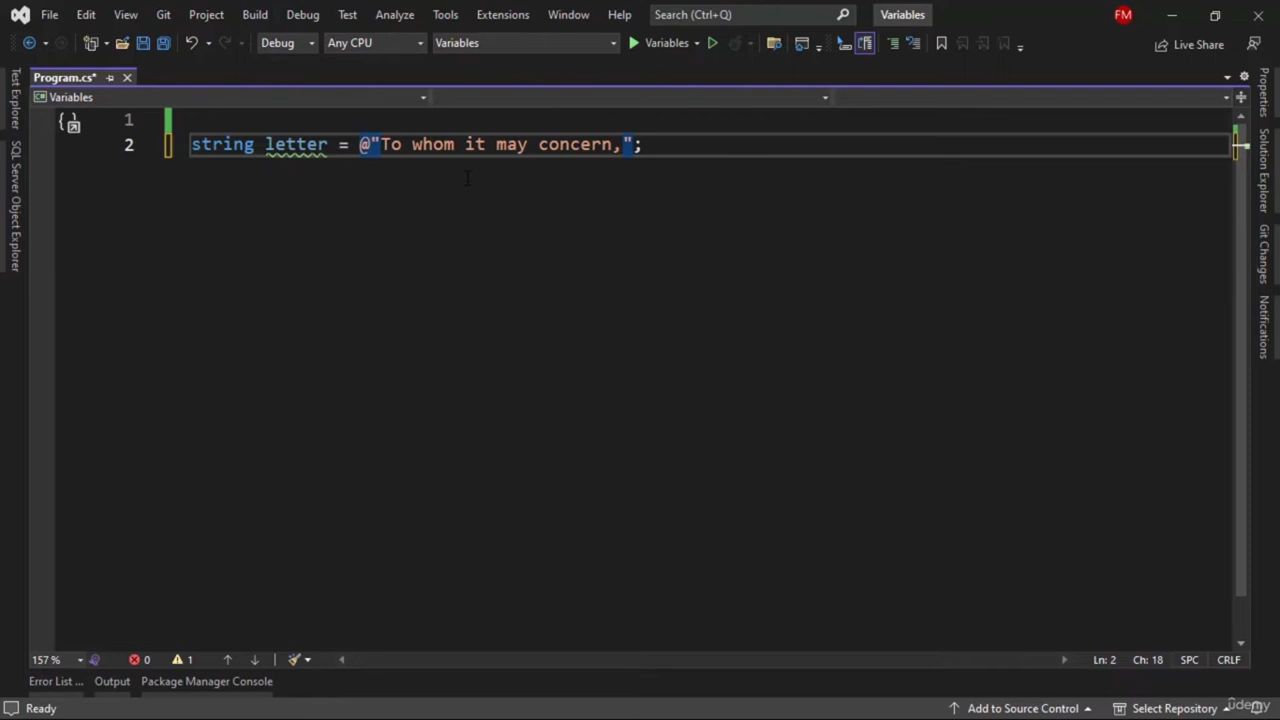 File Edit View Git Project Build Debug Test Analyze Tools Extensions Window Help Search (Ctrl+Q) Variables FM
Debug Any CPU Variables Variables Live Share
Program.cs*
Variables
1
2 string letter = @"To whom it may concern,";
Test Explorer
SQL Server Object Explorer
Properties
Solution Explorer
Git Changes
Notifications
157 % 0 1 Ln: 2 Ch: 18 SPC CRLF
Error List ... Output Package Manager Console
Ready Add to Source Control Select Repository
udemy